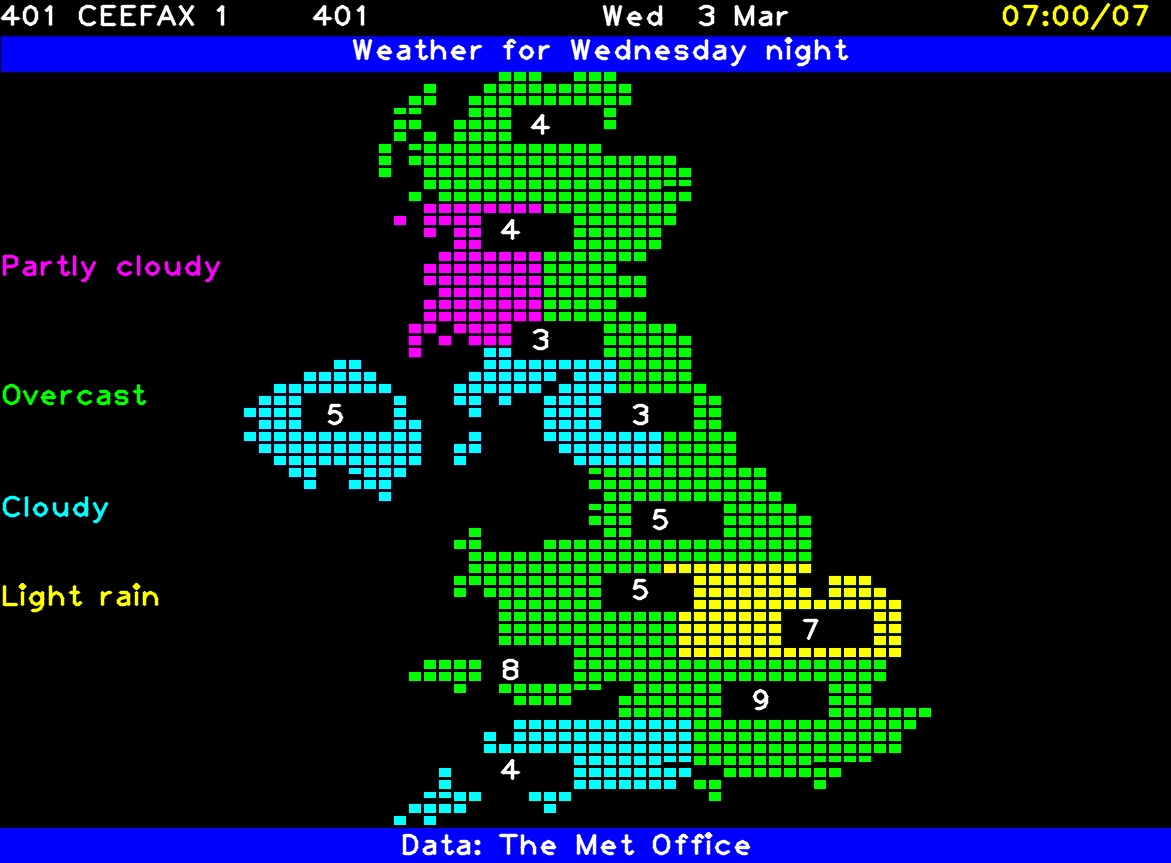 401 CEEFAX 1 401 Wed 3 Mar 07:00/07
Weather for Wednesday night
4
4
Partly cloudy
3
Overcast
5 3
Cloudy
5
Light rain
5
7
8
9
4
Data: The Met Office